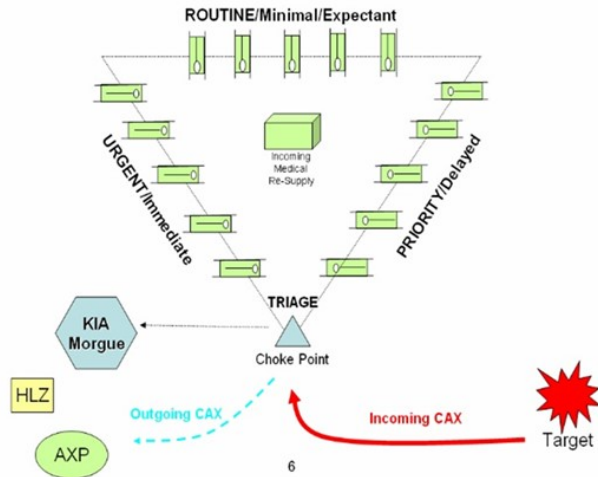 ROUTINE/Minimal/Expectant
URGENT/Immediate
Incoming
Medical
Re-Supply
PRIORITY/Delayed
TRIAGE
Choke Point
KIA
Morgue
HLZ
Outgoing CAX
Incoming CAX
Target
AXP
6